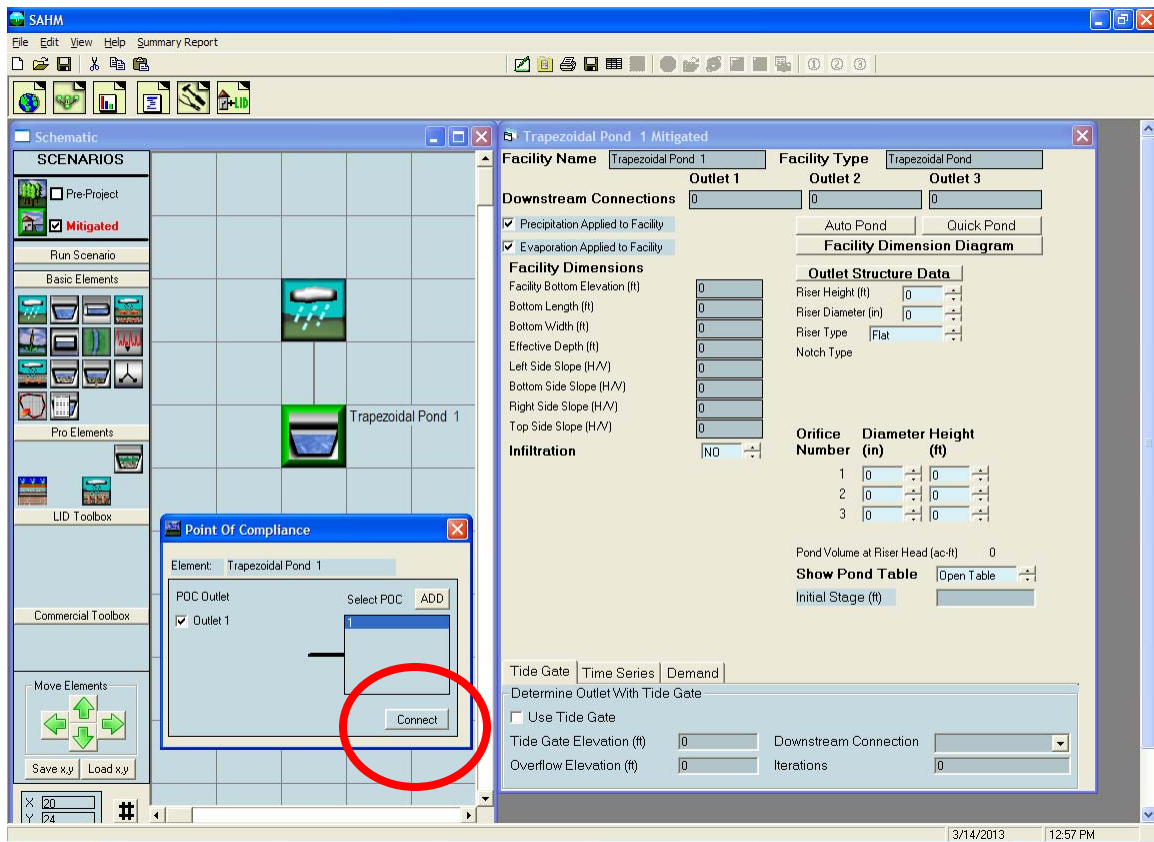 SAHM
File Edit View Help Summary Report
Schematic
SCENARIOS
Pre-Project
Mitigated
Run Scenario
Basic Elements
Pro Elements
LID Toolbox
Commercial Toolbox
Move Elements
Save x,y Load x,y
X 20
Y 24
#
+LID
Trapezoidal Pond 1
Point Of Compliance
Element: Trapezoidal Pond 1
POC Outlet Select POC ADD
Outlet 1 1
Connect
Trapezoidal Pond 1 Mitigated
Facility Name Trapezoidal Pond 1 Facility Type Trapezoidal Pond
Outlet 1 Outlet 2 Outlet 3
Downstream Connections 0 0 0
Precipitation Applied to Facility Auto Pond Quick Pond
Evaporation Applied to Facility Facility Dimension Diagram
Facility Dimensions
Facility Bottom Elevation (ft) 0
Bottom Length (ft) 0
Bottom Width (ft) 0
Effective Depth (ft) 0
Left Side Slope (H/V) 0
Bottom Side Slope (H/V) 0
Right Side Slope (H/V) 0
Top Side Slope (H/V) 0
Infiltration NO
Outlet Structure Data
Riser Height (ft) 0
Riser Diameter (in) 0
Riser Type Flat
Notch Type
Orifice Diameter Height
Number (in) (ft)
1 0 0
2 0 0
3 0 0
Pond Volume at Riser Head (ac-ft) 0
Show Pond Table Open Table
Initial Stage (ft)
Tide Gate Time Series Demand
Determine Outlet With Tide Gate
Use Tide Gate
Tide Gate Elevation (ft) 0 Downstream Connection
Overflow Elevation (ft) 0 Iterations 0
3/14/2013 12:57 PM